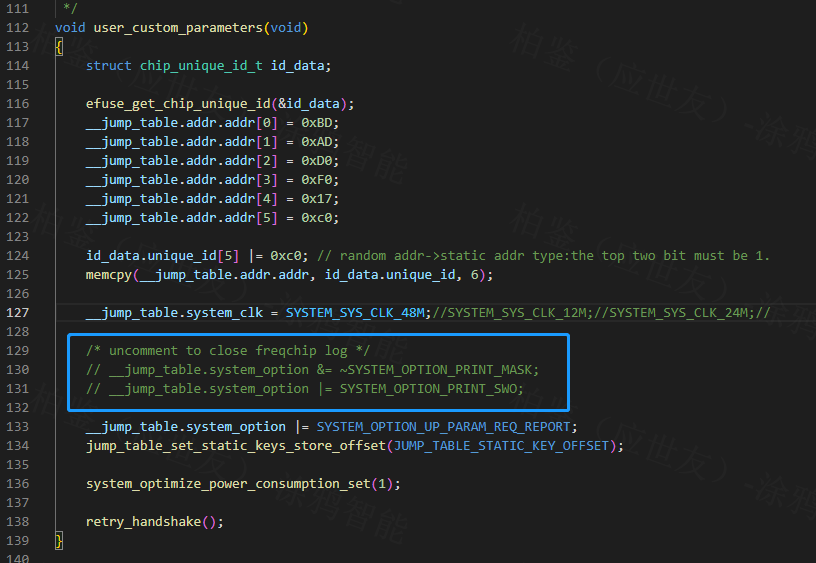 111 */
112 void user_custom_parameters(void)
113 {
114 struct chip_unique_id_t id_data;
115
116 efuse_get_chip_unique_id(&id_data);
117 __jump_table.addr.addr[0] = 0xBD;
118 __jump_table.addr.addr[1] = 0xAD;
119 __jump_table.addr.addr[2] = 0xD0;
120 __jump_table.addr.addr[3] = 0xF0;
121 __jump_table.addr.addr[4] = 0x17;
122 __jump_table.addr.addr[5] = 0xc0;
123
124 id_data.unique_id[5] |= 0xc0; // random addr->static addr type:the top two bit must be 1.
125 memcpy(__jump_table.addr.addr, id_data.unique_id, 6);
126
127 __jump_table.system_clk = SYSTEM_SYS_CLK_48M;//SYSTEM_SYS_CLK_12M;//SYSTEM_SYS_CLK_24M;//
128
129 /* uncomment to close freqchip log */
130 // __jump_table.system_option &= ~SYSTEM_OPTION_PRINT_MASK;
131 // __jump_table.system_option |= SYSTEM_OPTION_PRINT_SWO;
132
133 __jump_table.system_option |= SYSTEM_OPTION_UP_PARAM_REQ_REPORT;
134 jump_table_set_static_keys_store_offset(JUMP_TABLE_STATIC_KEY_OFFSET);
135
136 system_optimize_power_consumption_set(1);
137
138 retry_handshake();
139 }
140
柏鉴（应世友）-涂鸦智能